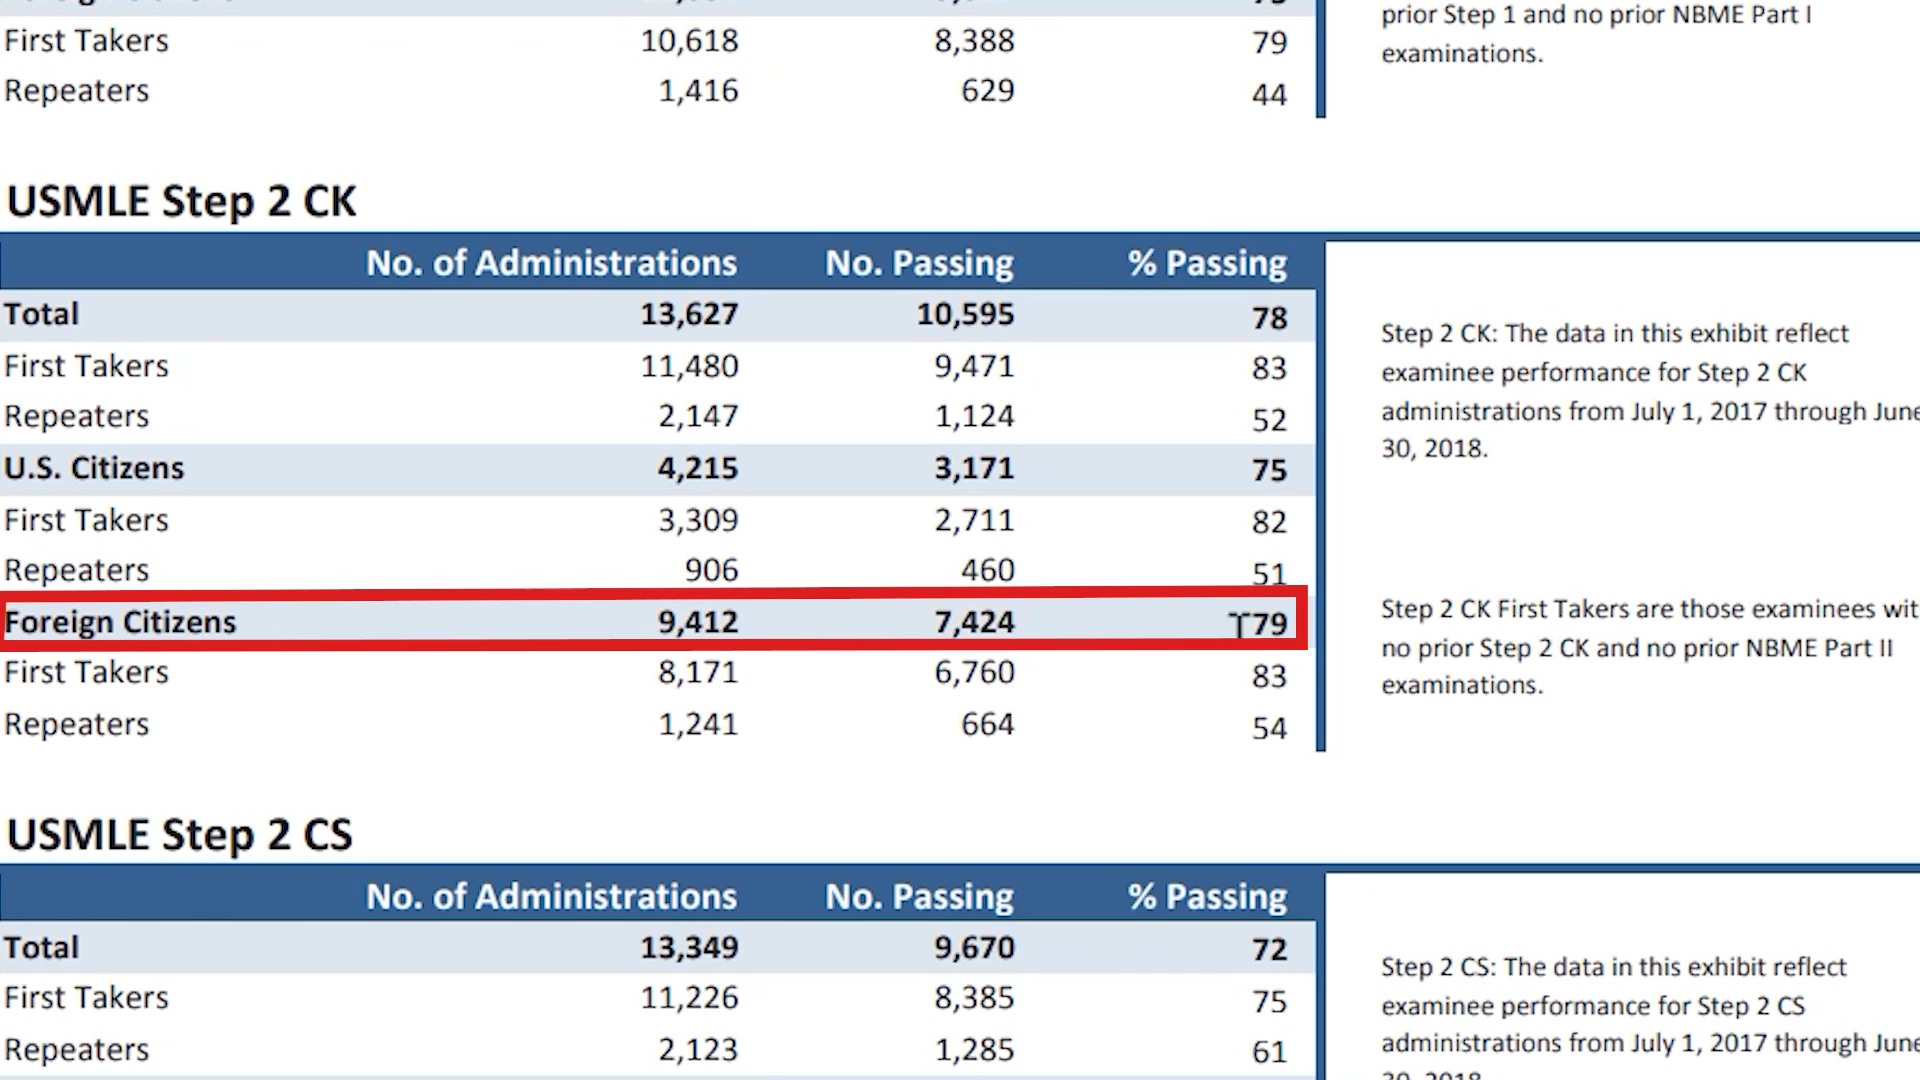 First Takers 10,618 8,388 79
Repeaters 1,416 629 44
prior Step 1 and no prior NBME Part I
examinations.
USMLE Step 2 CK
No. of Administrations No. Passing % Passing
Total 13,627 10,595 78
First Takers 11,480 9,471 83
Repeaters 2,147 1,124 52
U.S. Citizens 4,215 3,171 75
First Takers 3,309 2,711 82
Repeaters 906 460 51
Foreign Citizens 9,412 7,424 79
First Takers 8,171 6,760 83
Repeaters 1,241 664 54
Step 2 CK: The data in this exhibit reflect
examinee performance for Step 2 CK
administrations from July 1, 2017 through June
30, 2018.
Step 2 CK First Takers are those examinees wit
no prior Step 2 CK and no prior NBME Part II
examinations.
USMLE Step 2 CS
No. of Administrations No. Passing % Passing
Total 13,349 9,670 72
First Takers 11,226 8,385 75
Repeaters 2,123 1,285 61
Step 2 CS: The data in this exhibit reflect
examinee performance for Step 2 CS
administrations from July 1, 2017 through June
30, 2018.